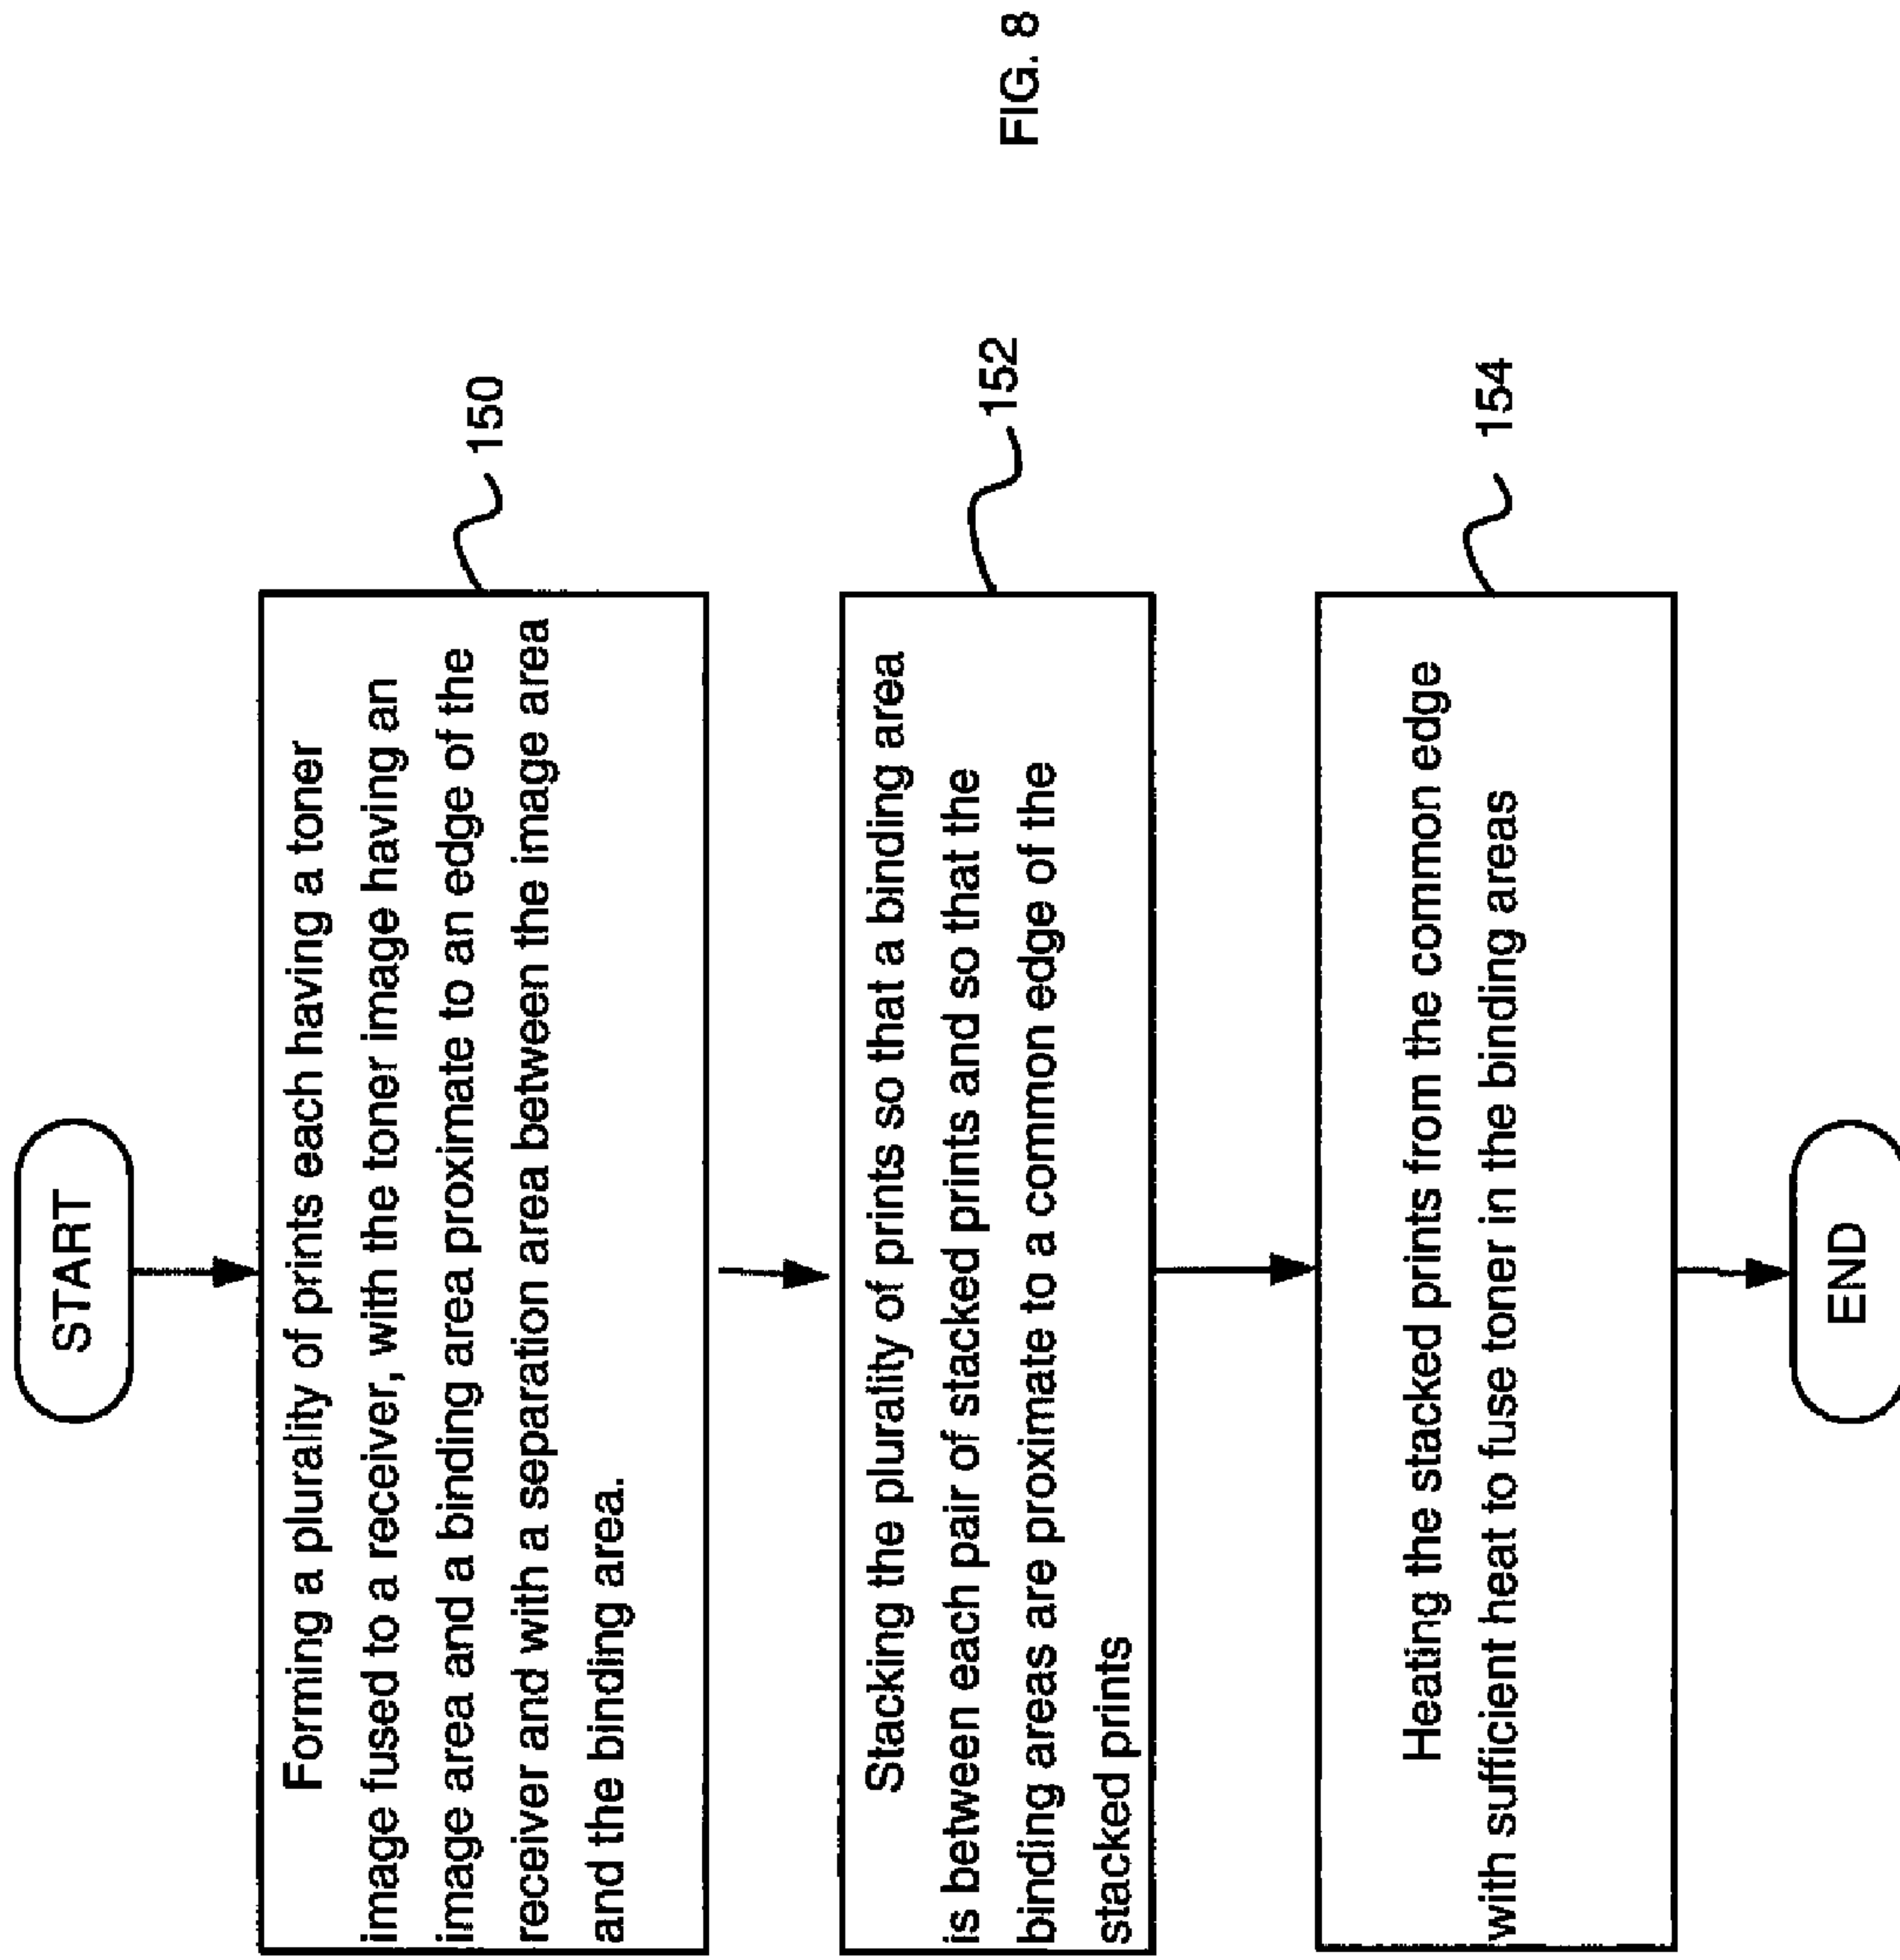 START
Forming a plurality of prints each having a toner
image fused to a receiver, with the toner image having an
image area and a binding area proximate to an edge of the
receiver and with a separation area between the image area
and the binding area.
150
Stacking the plurality of prints so that a binding area
is between each pair of stacked prints and so that the
binding areas are proximate to a common edge of the
stacked prints
152
Heating the stacked prints from the common edge
with sufficient heat to fuse toner in the binding areas
154
END
FIG. 8